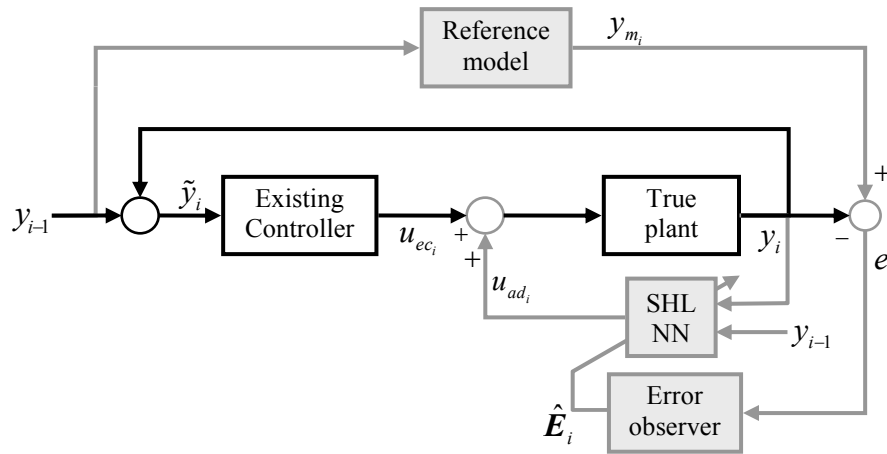 Reference
model
y_{m_i}
+
ỹ_i
Existing
Controller
True
plant
y_{i−1}
u_{ec_i}
+
+
y_i
−
e
u_{ad_i}
SHL
NN
y_{i−1}
Ê_i
Error
observer